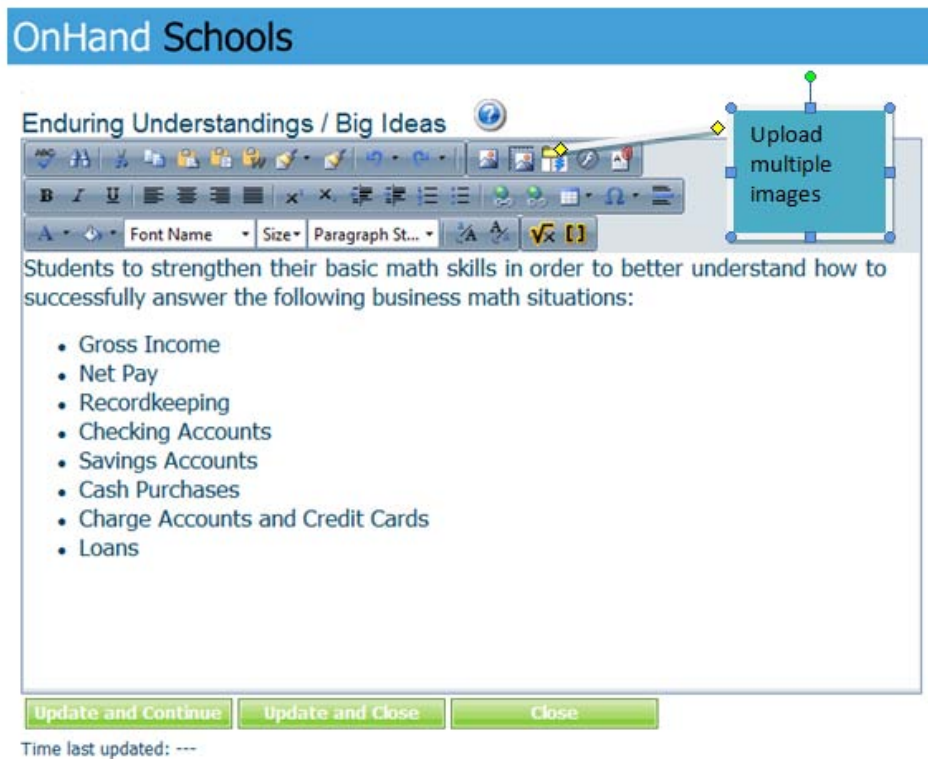 OnHand Schools
Enduring Understandings / Big Ideas
Upload
multiple
images
ABC
B I U
A Font Name Size Paragraph St...
Students to strengthen their basic math skills in order to better understand how to
successfully answer the following business math situations:
• Gross Income
• Net Pay
• Recordkeeping
• Checking Accounts
• Savings Accounts
• Cash Purchases
• Charge Accounts and Credit Cards
• Loans
Update and Continue Update and Close Close
Time last updated: ---